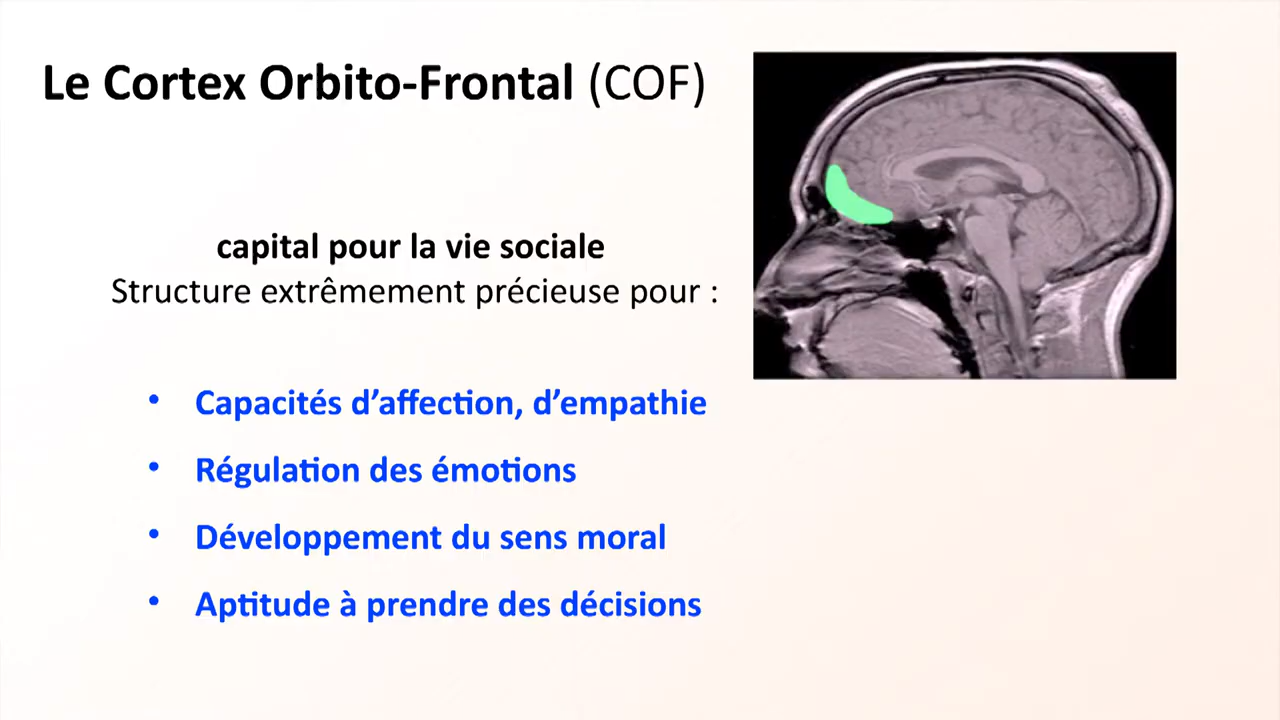 Le Cortex Orbito-Frontal (COF)
capital pour la vie sociale
Structure extrêmement précieuse pour :
• Capacités d’affection, d’empathie
• Régulation des émotions
• Développement du sens moral
• Aptitude à prendre des décisions